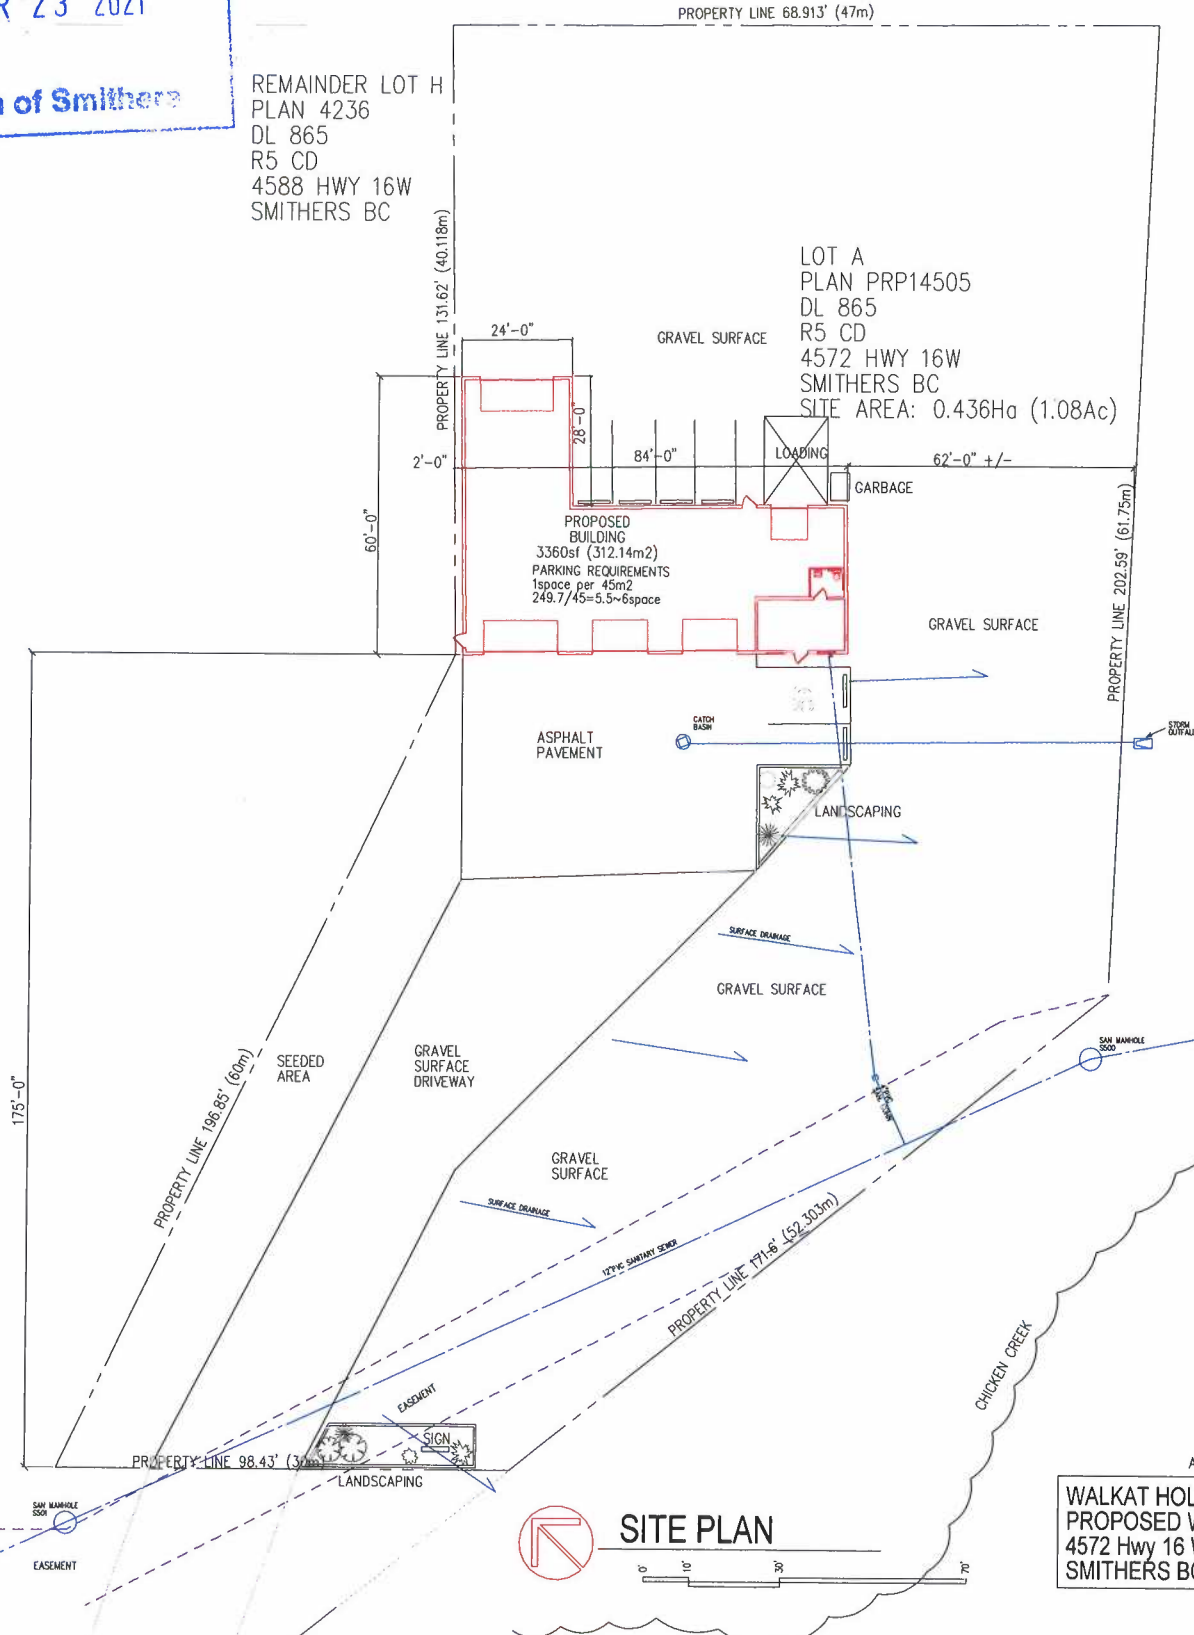 23 2021
of Smithers
PROPERTY LINE 68.913' (47m)
REMAINDER LOT H
PLAN 4236
DL 865
R5 CD
4588 HWY 16W
SMITHERS BC
PROPERTY LINE 131.62' (40.118m)
LOT A
PLAN PRP14505
DL 865
R5 CD
4572 HWY 16W
SMITHERS BC
SITE AREA: 0.436Ha (1.08Ac)
24'-0"
GRAVEL SURFACE
28'-0"
2'-0"
84'-0"
LOADING
62'-0" +/-
GARBAGE
60'-0"
PROPOSED
BUILDING
3360sf (312.14m2)
PARKING REQUIREMENTS
1space per 45m2
249.7/45=5.5~6space
PROPERTY LINE 202.59' (61.75m)
GRAVEL SURFACE
CATCH
BASIN
STORM
OUTFALL
ASPHALT
PAVEMENT
LANDSCAPING
SURFACE DRAINAGE
GRAVEL SURFACE
175'-0"
PROPERTY LINE 196.85' (60m)
SEEDED
AREA
GRAVEL
SURFACE
DRIVEWAY
SAN MANHOLE
S500
GRAVEL
SURFACE
SURFACE DRAINAGE
12"PVC SANITARY SEWER
PROPERTY LINE 171.6' (52.303m)
CHICKEN CREEK
EASEMENT
SIGN
PROPERTY LINE 98.43' (30m)
LANDSCAPING
SAN MANHOLE
S501
EASEMENT
SITE PLAN
0' 10' 30' 70'
WALKAT
PROPOSED
4572 Hwy 16
SMITHERS